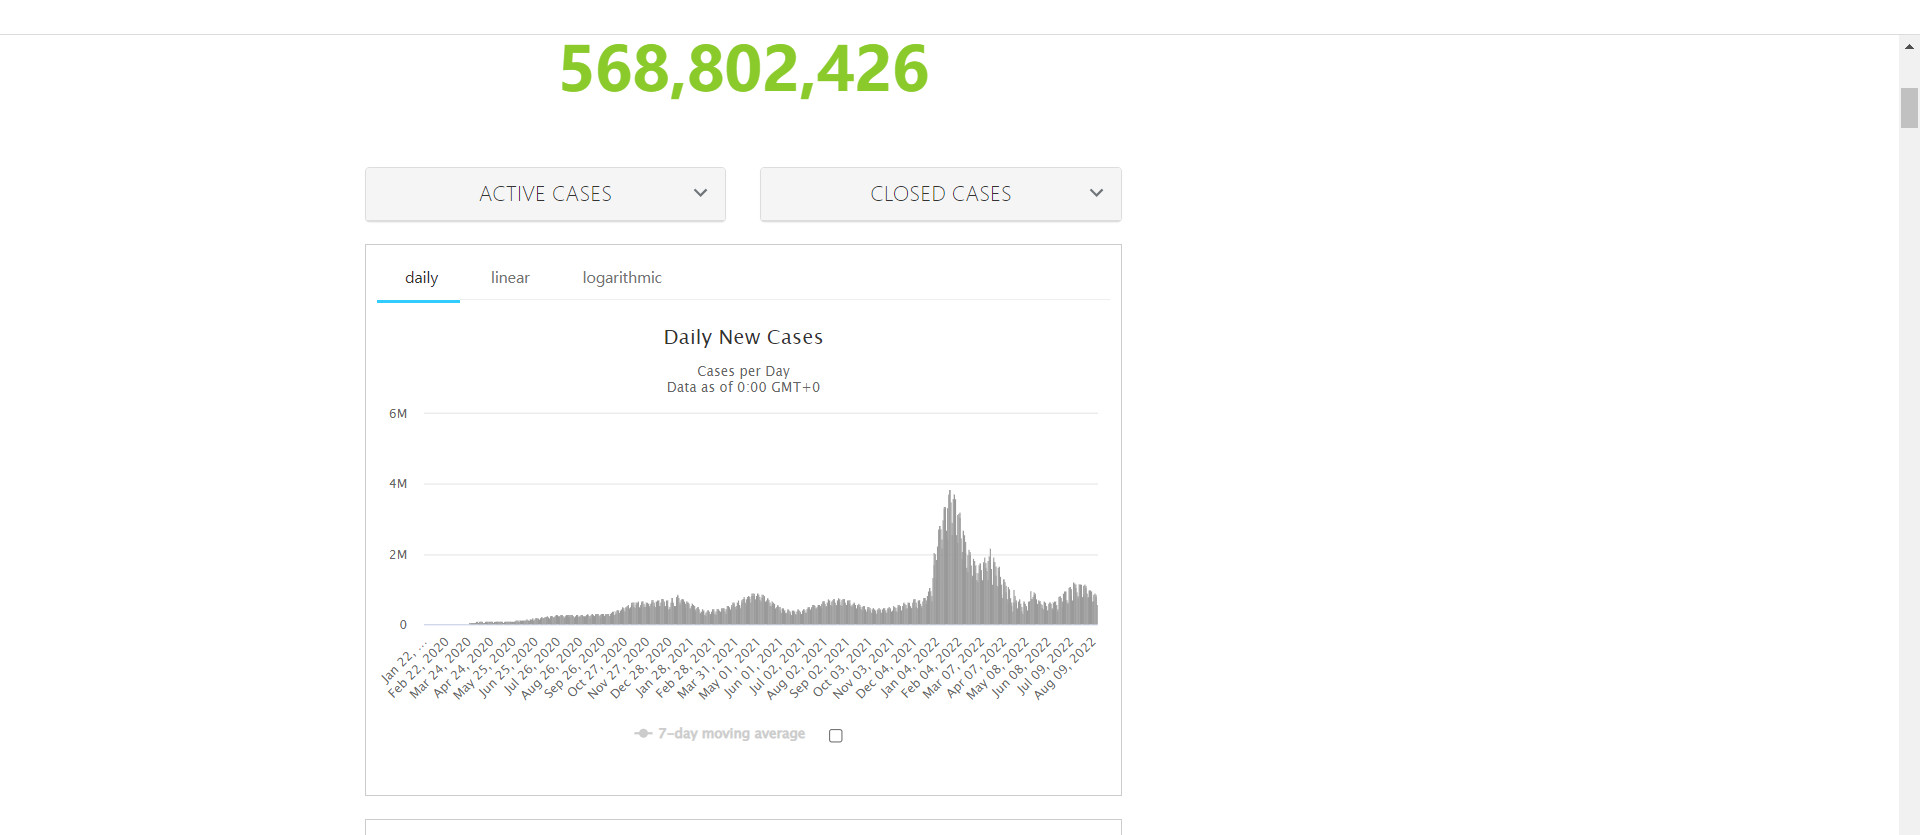 568,802,426
ACTIVE CASES
CLOSED CASES
daily
linear
logarithmic
Daily New Cases
Cases per Day
Data as of 0:00 GMT+0
6M
4M
2M
0
Jan 22, ...
Feb 22, 2020
Mar 24, 2020
Apr 24, 2020
May 25, 2020
Jun 25, 2020
Jul 26, 2020
Aug 26, 2020
Sep 26, 2020
Oct 27, 2020
Nov 27, 2020
Dec 28, 2020
Jan 28, 2021
Feb 28, 2021
Mar 31, 2021
May 01, 2021
Jun 01, 2021
Jul 02, 2021
Aug 02, 2021
Sep 02, 2021
Oct 03, 2021
Nov 03, 2021
Dec 04, 2021
Jan 04, 2022
Feb 04, 2022
Mar 07, 2022
Apr 07, 2022
May 08, 2022
Jun 08, 2022
Jul 09, 2022
Aug 09, 2022
7-day moving average